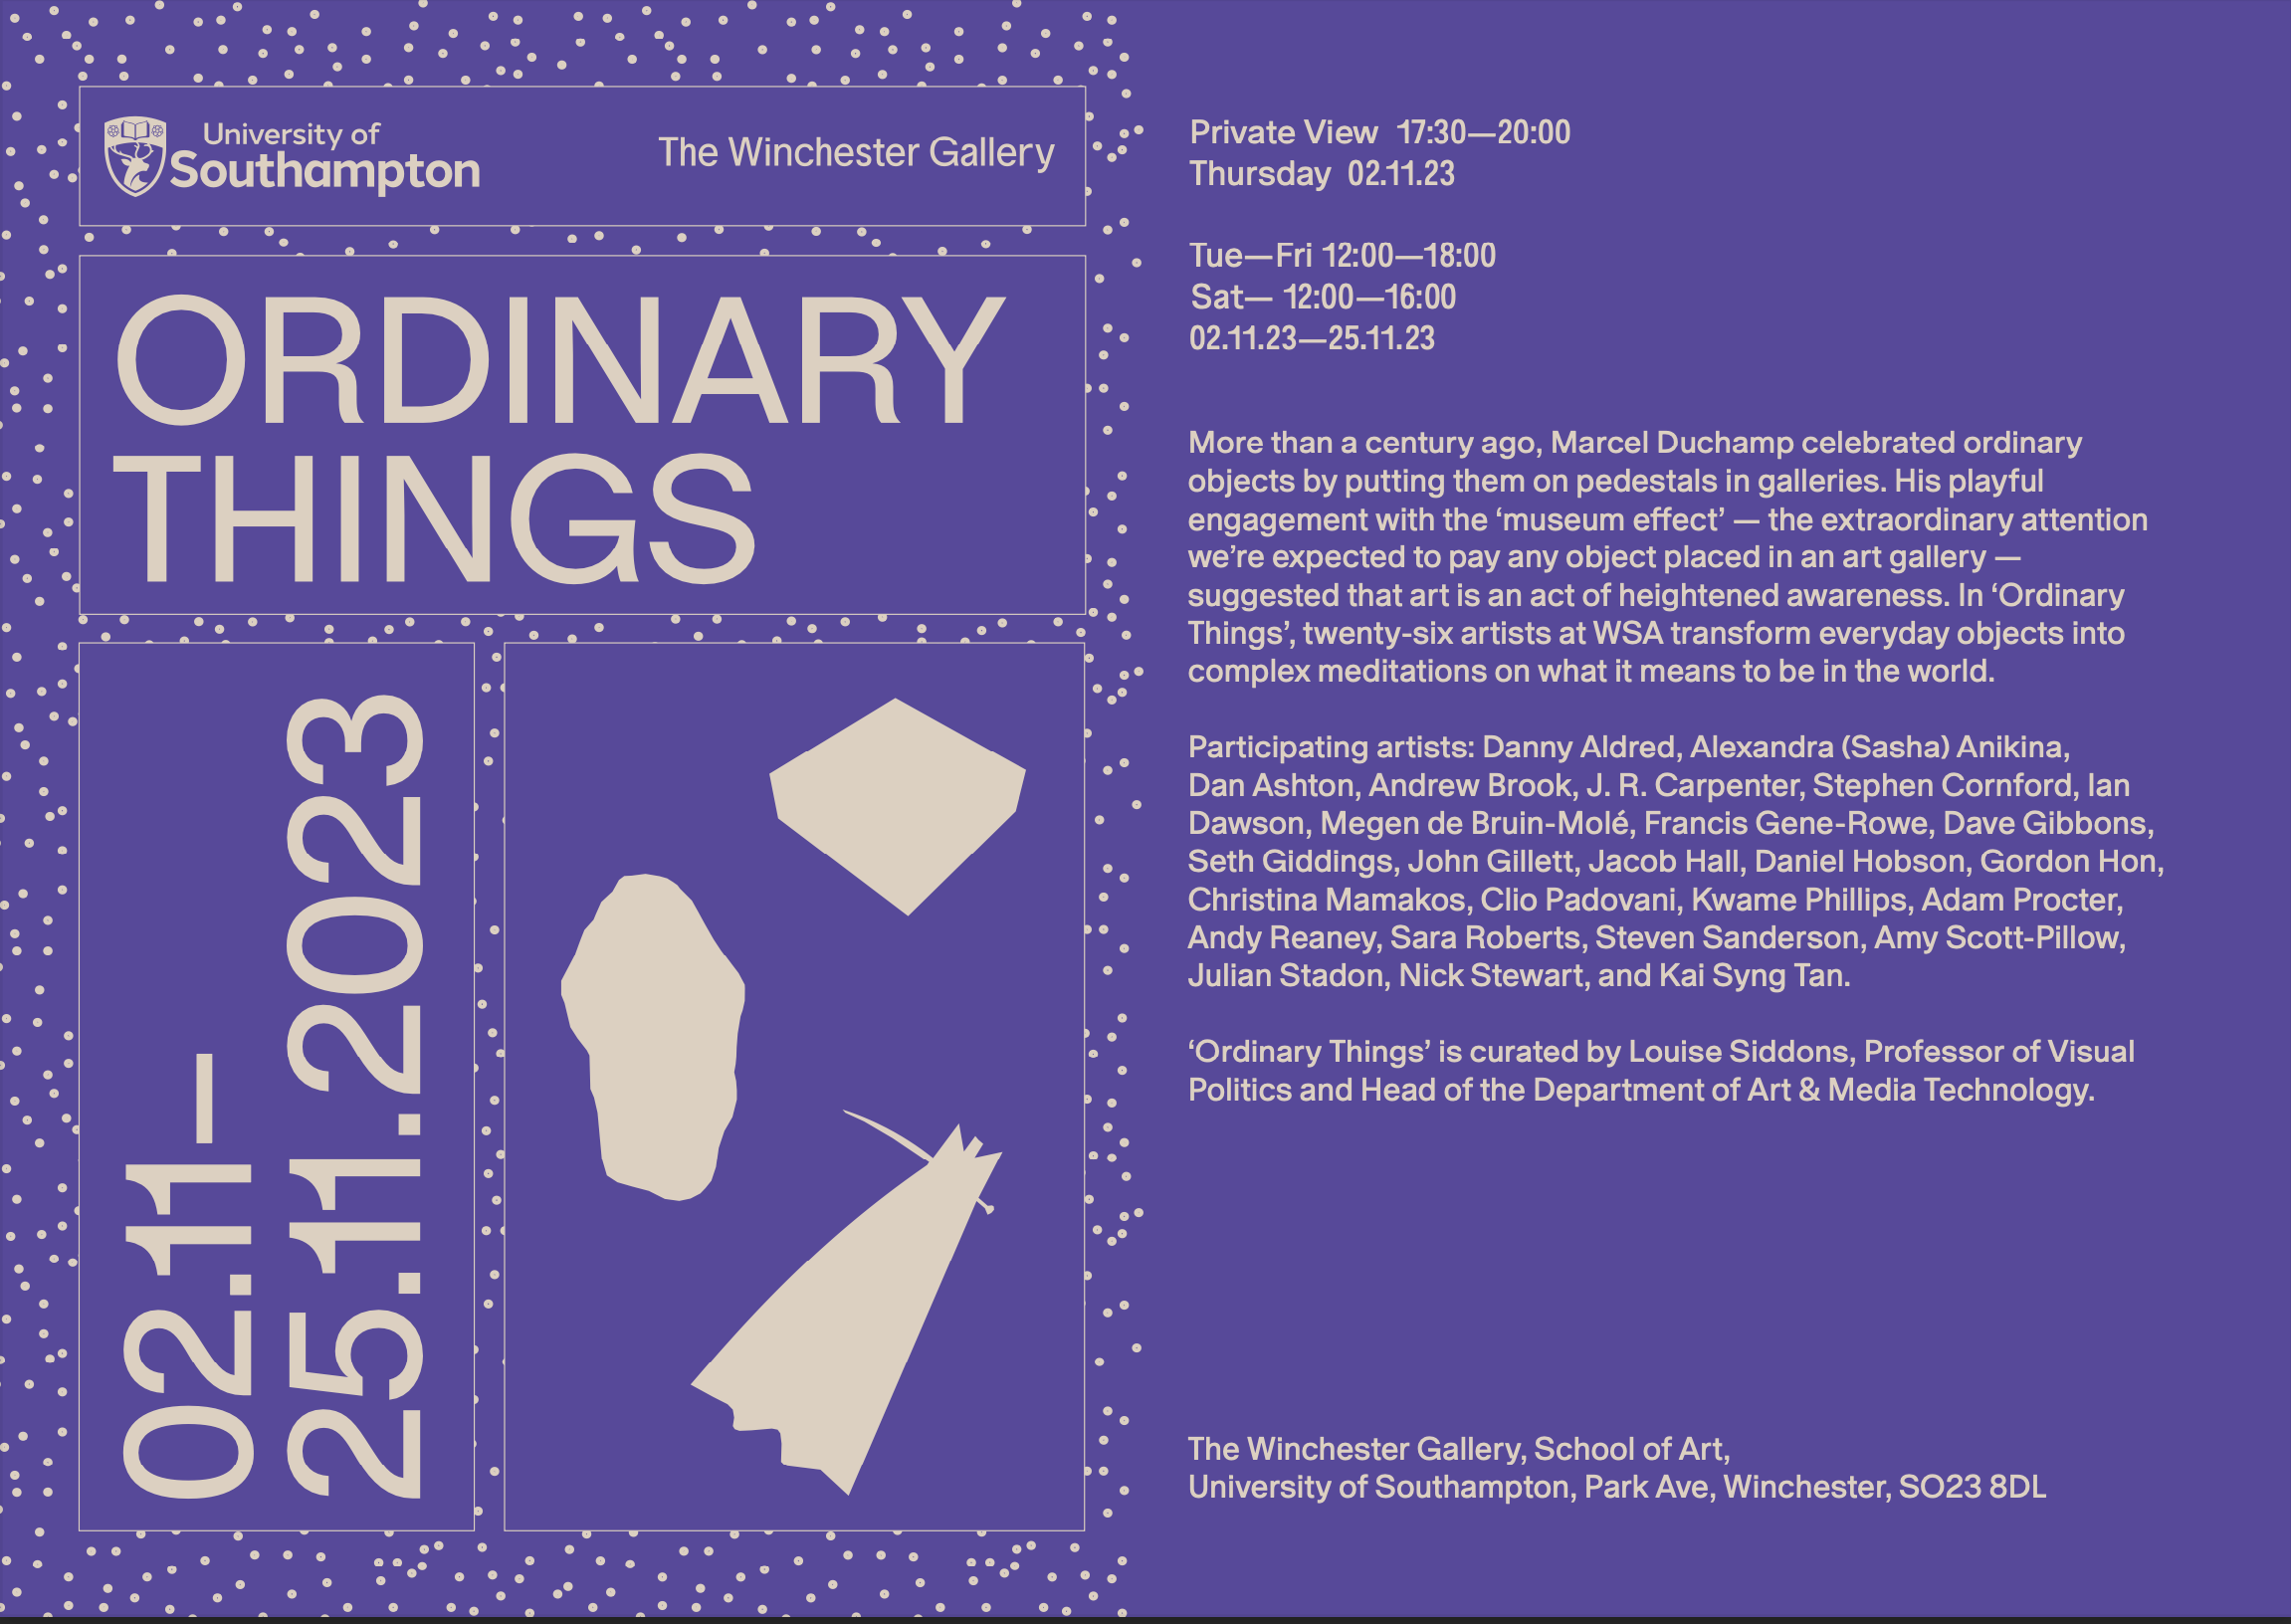 University of
Southampton
The Winchester Gallery
ORDINARY
THINGS
02.11–
25.11.2023
Private View 17:30—20:00
Thursday 02.11.23
Tue—Fri 12:00—18:00
Sat— 12:00—16:00
02.11.23—25.11.23
More than a century ago, Marcel Duchamp celebrated ordinary
objects by putting them on pedestals in galleries. His playful
engagement with the ‘museum effect’ — the extraordinary attention
we’re expected to pay any object placed in an art gallery —
suggested that art is an act of heightened awareness. In ‘Ordinary
Things’, twenty-six artists at WSA transform everyday objects into
complex meditations on what it means to be in the world.
Participating artists: Danny Aldred, Alexandra (Sasha) Anikina,
Dan Ashton, Andrew Brook, J. R. Carpenter, Stephen Cornford, Ian
Dawson, Megen de Bruin-Molé, Francis Gene-Rowe, Dave Gibbons,
Seth Giddings, John Gillett, Jacob Hall, Daniel Hobson, Gordon Hon,
Christina Mamakos, Clio Padovani, Kwame Phillips, Adam Procter,
Andy Reaney, Sara Roberts, Steven Sanderson, Amy Scott-Pillow,
Julian Stadon, Nick Stewart, and Kai Syng Tan.
‘Ordinary Things’ is curated by Louise Siddons, Professor of Visual
Politics and Head of the Department of Art & Media Technology.
The Winchester Gallery, School of Art,
University of Southampton, Park Ave, Winchester, SO23 8DL